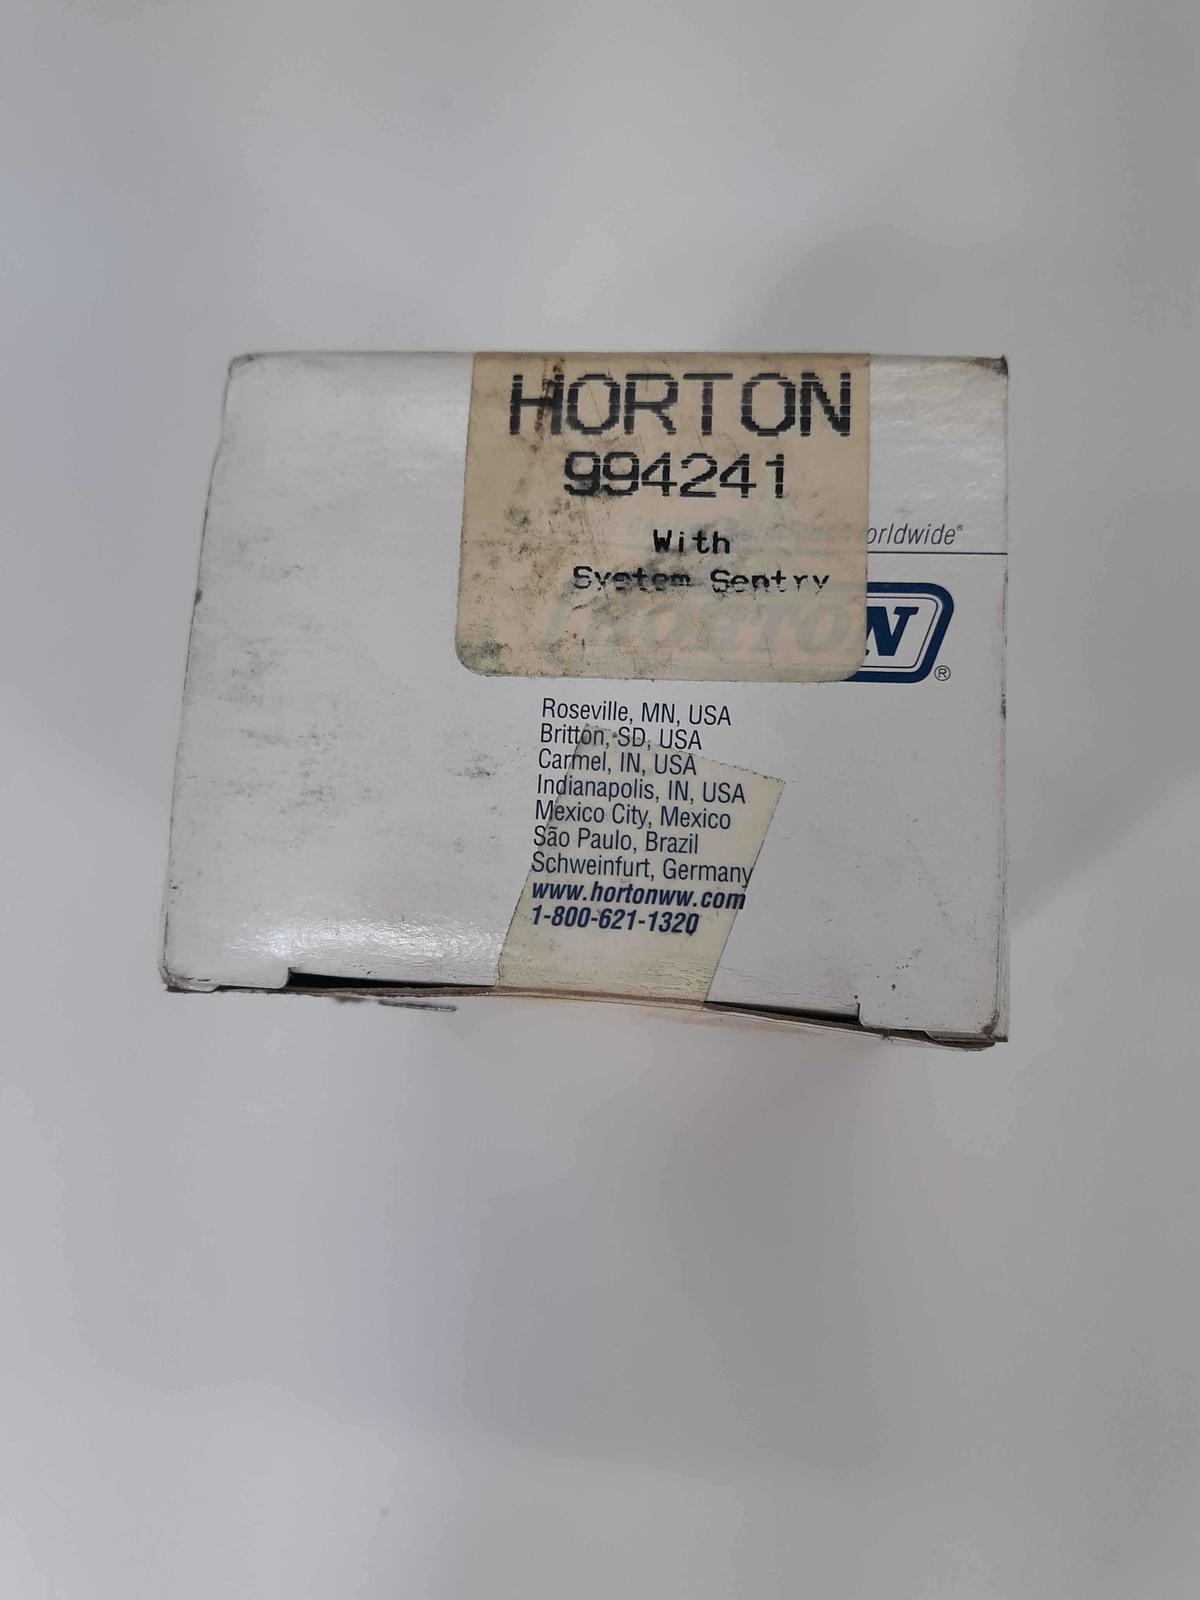 HORTON
994241
With
System Sentry
orldwide®
N®
Roseville, MN, USA
Britton, SD, USA
Carmel, IN, USA
Indianapolis, IN, USA
Mexico City, Mexico
São Paulo, Brazil
Schweinfurt, Germany
www.hortonww.com
1-800-621-1320